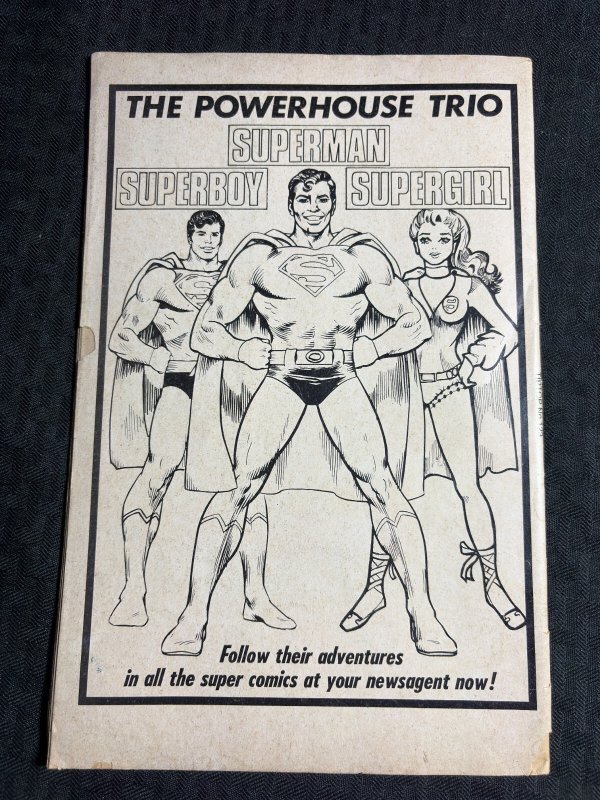 THE POWERHOUSE TRIO
SUPERMAN
SUPERBOY
SUPERGIRL
S
S
S
Follow their adventures
in all the super comics at your newsagent now!